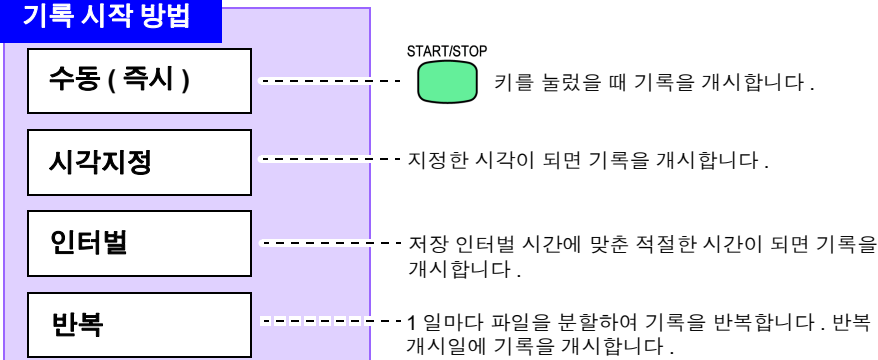 기록 시작 방법
수동 ( 즉시 )
START/STOP
키를 눌렀을 때 기록을 개시합니다 .
시각지정
지정한 시각이 되면 기록을 개시합니다 .
인터벌
저장 인터벌 시간에 맞춘 적절한 시간이 되면 기록을
개시합니다 .
반복
1 일마다 파일을 분할하여 기록을 반복합니다 . 반복
개시일에 기록을 개시합니다 .